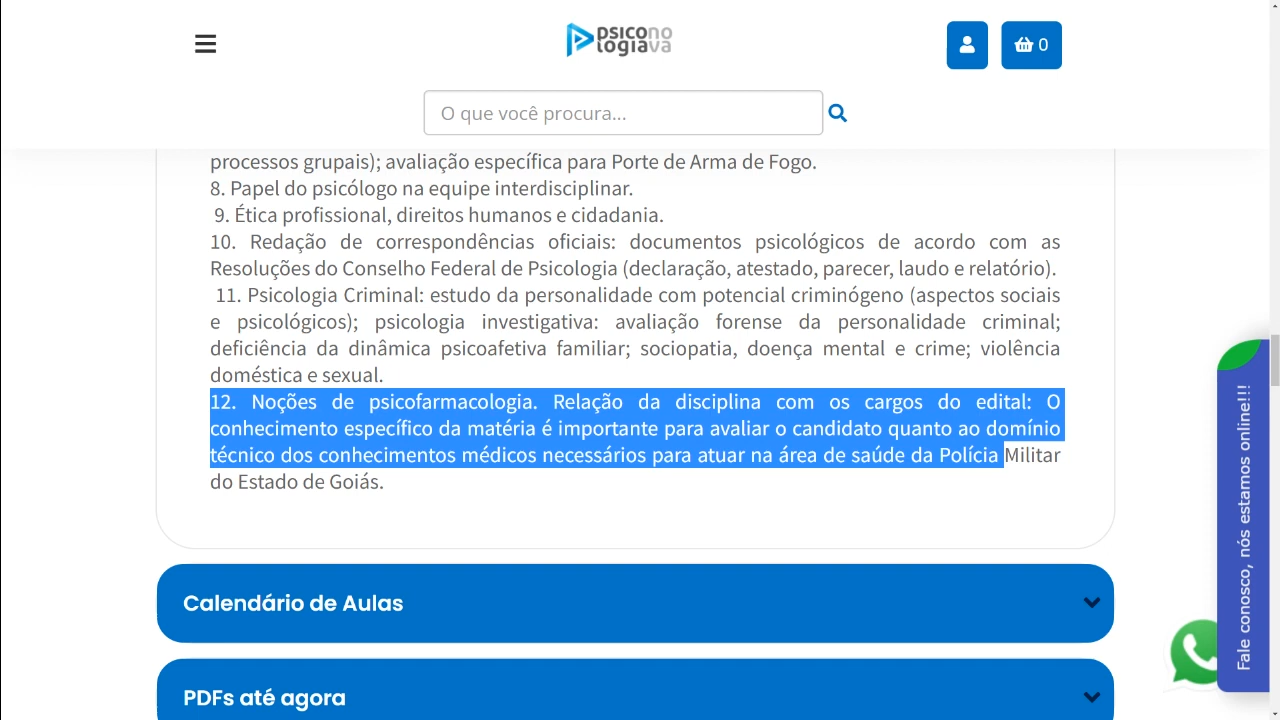 psicono
logiava
0
O que você procura...
processos grupais); avaliação específica para Porte de Arma de Fogo.
8. Papel do psicólogo na equipe interdisciplinar.
9. Ética profissional, direitos humanos e cidadania.
10. Redação de correspondências oficiais: documentos psicológicos de acordo com as
Resoluções do Conselho Federal de Psicologia (declaração, atestado, parecer, laudo e relatório).
11. Psicologia Criminal: estudo da personalidade com potencial criminógeno (aspectos sociais
e psicológicos); psicologia investigativa: avaliação forense da personalidade criminal;
deficiência da dinâmica psicoafetiva familiar; sociopatia, doença mental e crime; violência
doméstica e sexual.
12. Noções de psicofarmacologia. Relação da disciplina com os cargos do edital: O
conhecimento específico da matéria é importante para avaliar o candidato quanto ao domínio
técnico dos conhecimentos médicos necessários para atuar na área de saúde da Polícia Militar
do Estado de Goiás.
Calendário de Aulas
PDFs até agora
Fale conosco, nós estamos online!!!